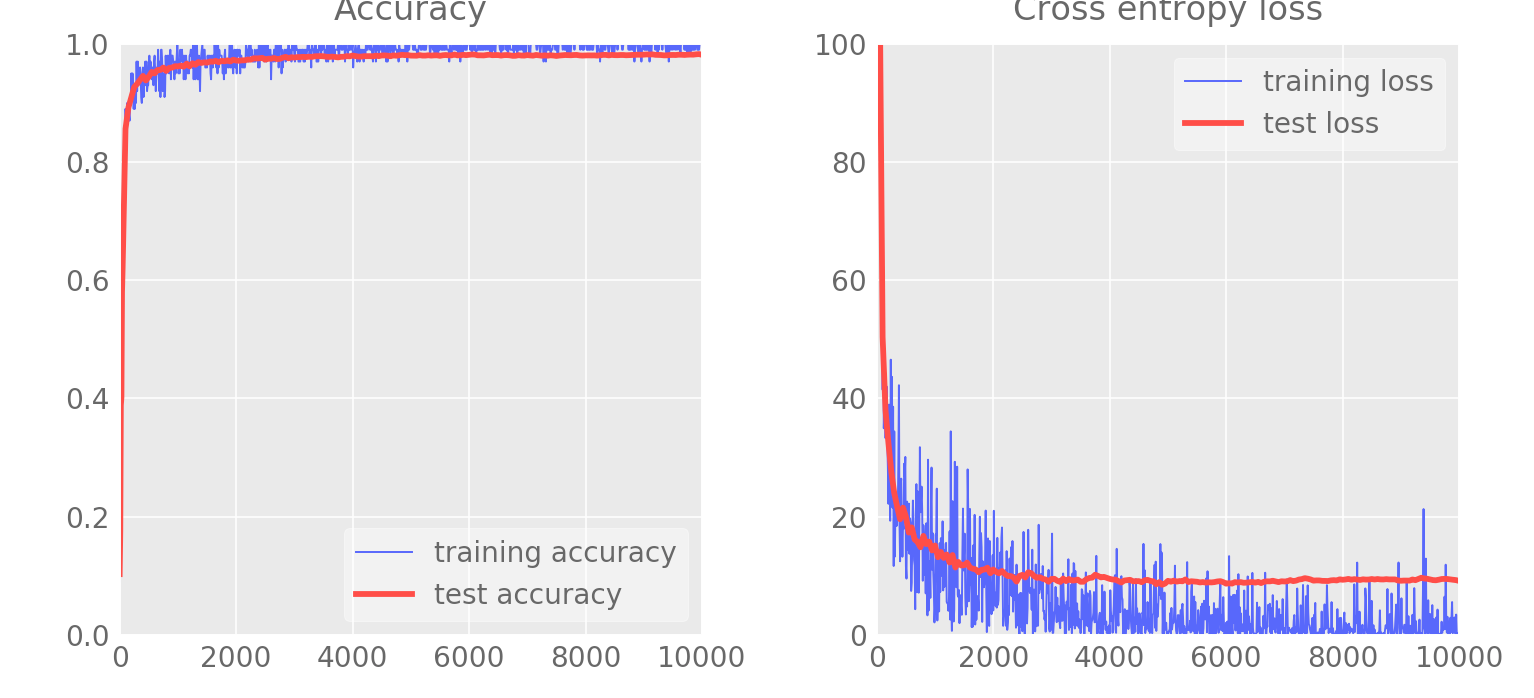 Accuracy
1.0
0.8
0.6
0.4
0.2
0.0
0 2000 4000 6000 8000 10000
training accuracy
test accuracy
Cross entropy loss
100
80
60
40
20
0
0 2000 4000 6000 8000 10000
training loss
test loss